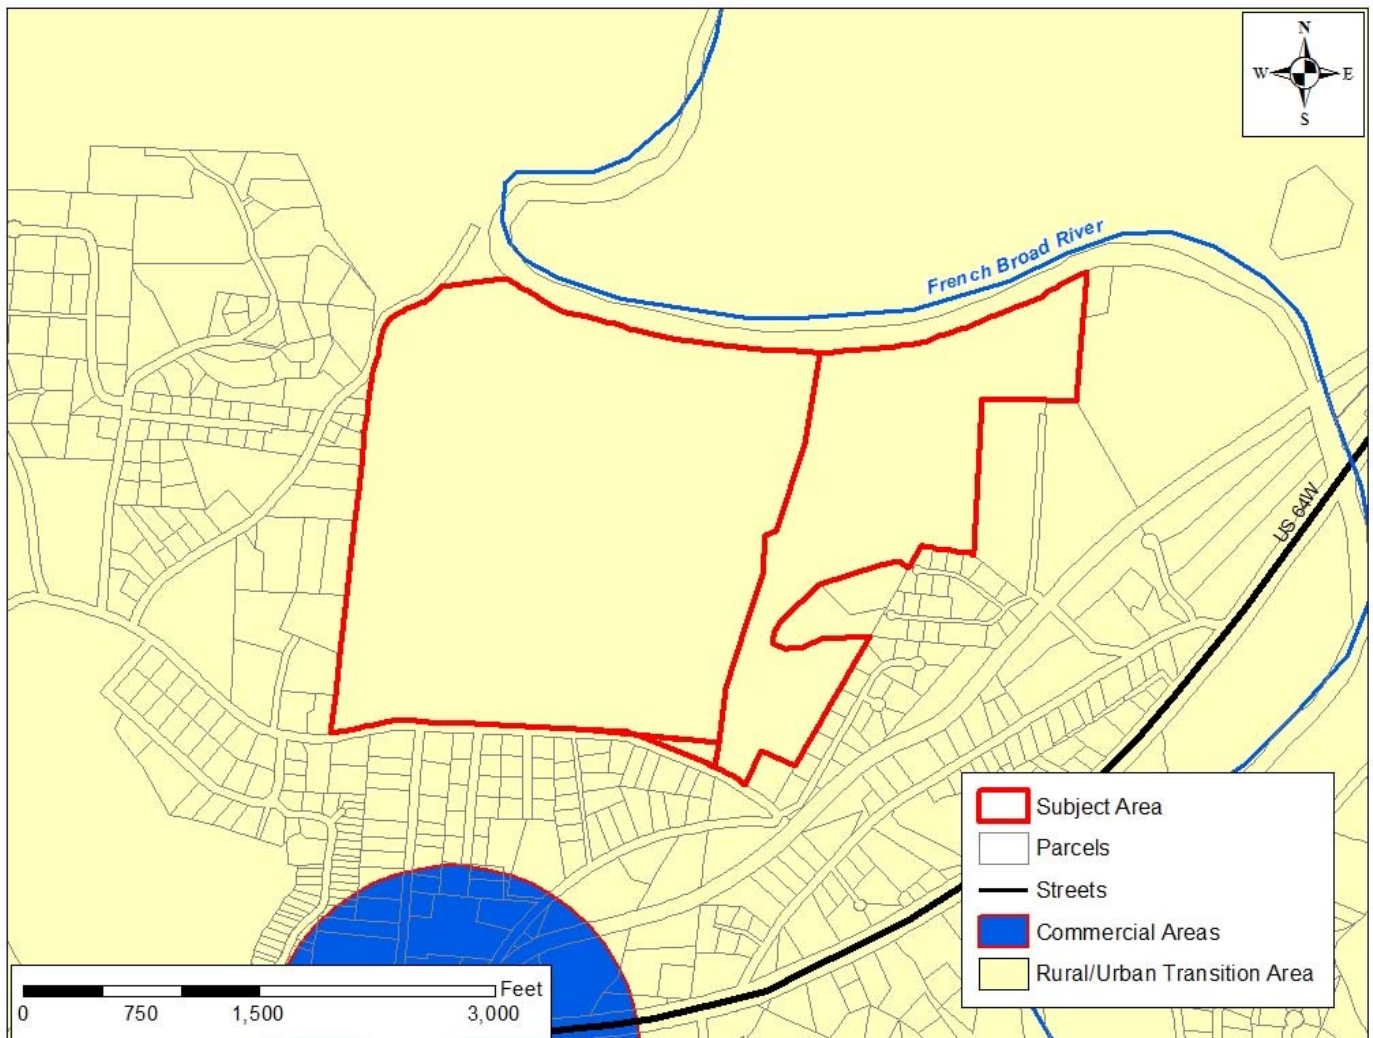 N
W E
S
French Broad River
US 64W
Subject Area
Parcels
Streets
Commercial Areas
Rural/Urban Transition Area
Feet
0 750 1,500 3,000